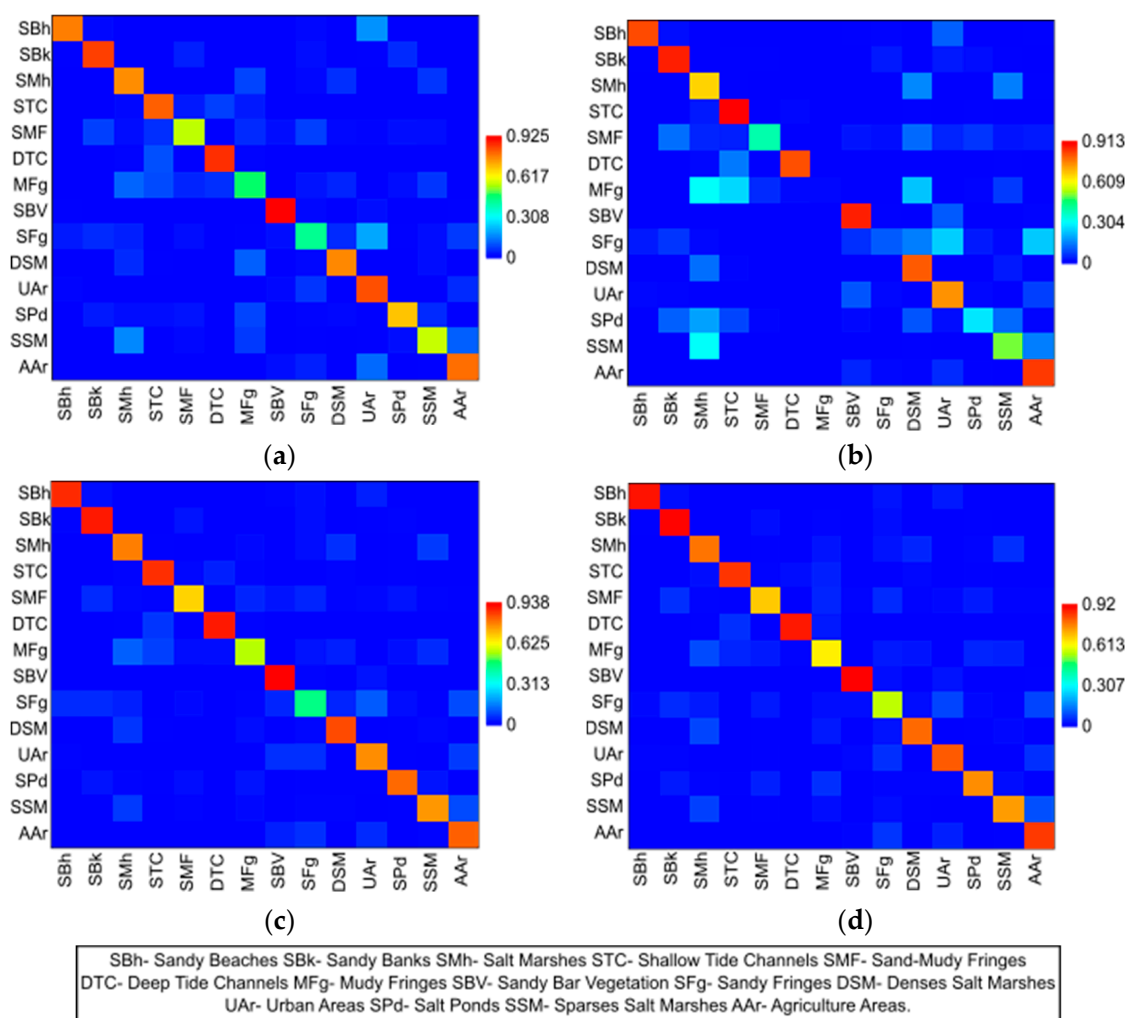 SBh
SBk
SMh
STC
SMF
DTC
MFg
SBV
SFg
DSM
UAr
SPd
SSM
AAr
SBh SBk SMh STC SMF DTC MFg SBV SFg DSM UAr SPd SSM AAr
0.925
0.617
0.308
0
(a)
SBh
SBk
SMh
STC
SMF
DTC
MFg
SBV
SFg
DSM
UAr
SPd
SSM
AAr
SBh SBk SMh STC SMF DTC MFg SBV SFg DSM UAr SPd SSM AAr
0.913
0.609
0.304
0
(b)
SBh
SBk
SMh
STC
SMF
DTC
MFg
SBV
SFg
DSM
UAr
SPd
SSM
AAr
SBh SBk SMh STC SMF DTC MFg SBV SFg DSM UAr SPd SSM AAr
0.938
0.625
0.313
0
(c)
SBh
SBk
SMh
STC
SMF
DTC
MFg
SBV
SFg
DSM
UAr
SPd
SSM
AAr
SBh SBk SMh STC SMF DTC MFg SBV SFg DSM UAr SPd SSM AAr
0.92
0.613
0.307
0
(d)
SBh- Sandy Beaches SBk- Sandy Banks SMh- Salt Marshes STC- Shallow Tide Channels SMF- Sand-Mudy Fringes
DTC- Deep Tide Channels MFg- Mudy Fringes SBV- Sandy Bar Vegetation SFg- Sandy Fringes DSM- Denses Salt Marshes
UAr- Urban Areas SPd- Salt Ponds SSM- Sparses Salt Marshes AAr- Agriculture Areas.